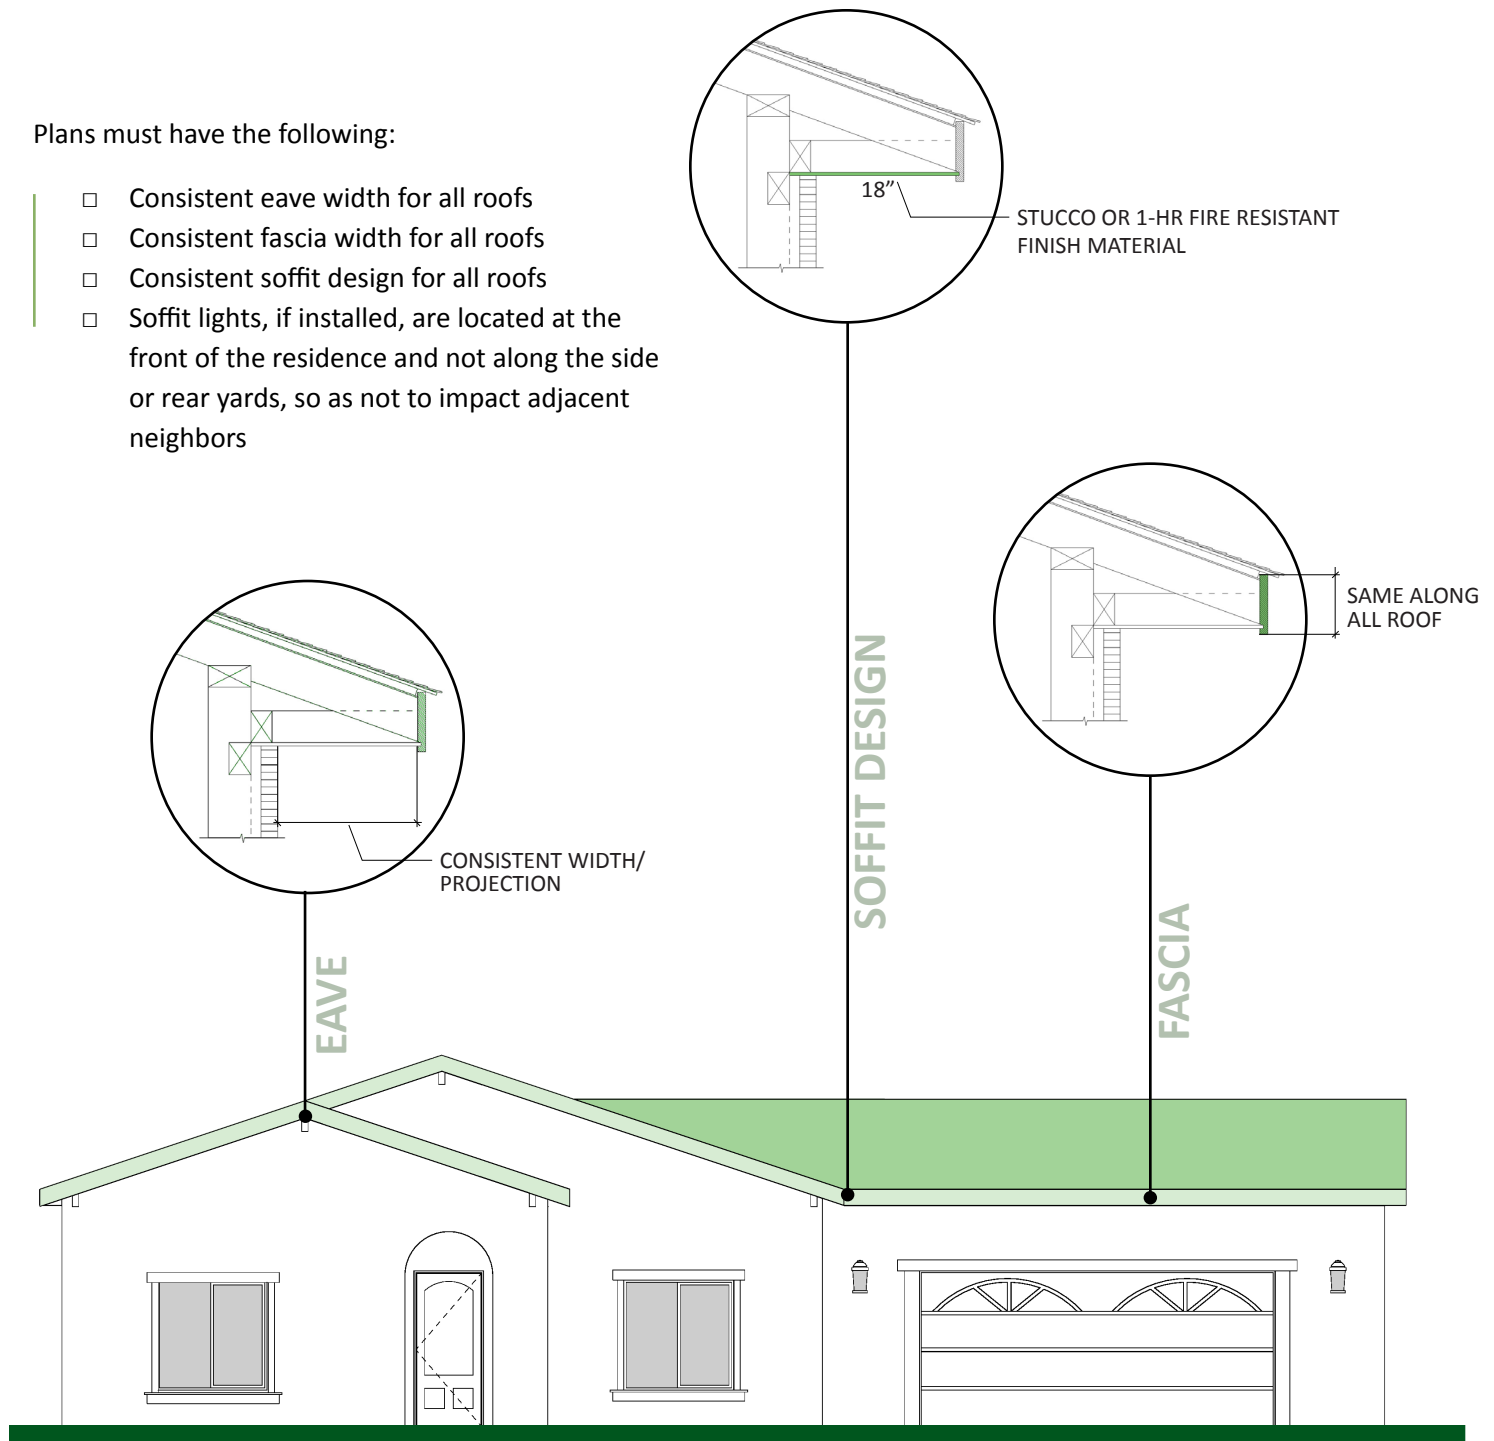 Plans must have the following:
□ Consistent eave width for all roofs
□ Consistent fascia width for all roofs
□ Consistent soffit design for all roofs
□ Soffit lights, if installed, are located at the
front of the residence and not along the side
or rear yards, so as not to impact adjacent
neighbors
18”
STUCCO OR 1-HR FIRE RESISTANT
FINISH MATERIAL
SAME ALONG
ALL ROOF
CONSISTENT WIDTH/
PROJECTION
EAVE
SOFFIT DESIGN
FASCIA